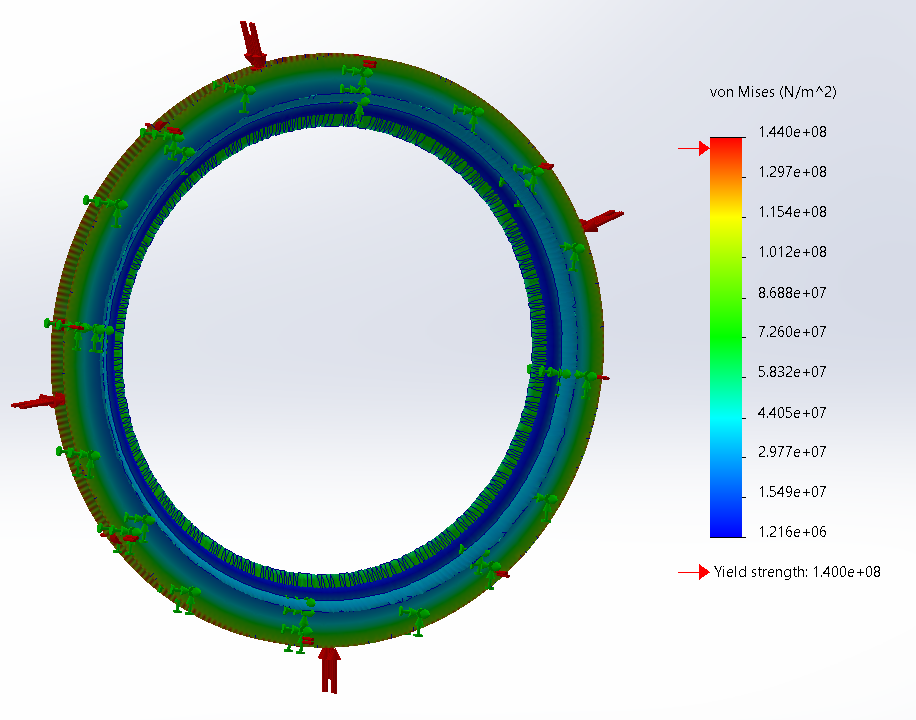 von Mises (N/m^2)
1.440e+08
1.297e+08
1.154e+08
1.012e+08
8.688e+07
7.260e+07
5.832e+07
4.405e+07
2.977e+07
1.549e+07
1.216e+06
Yield strength: 1.400e+08